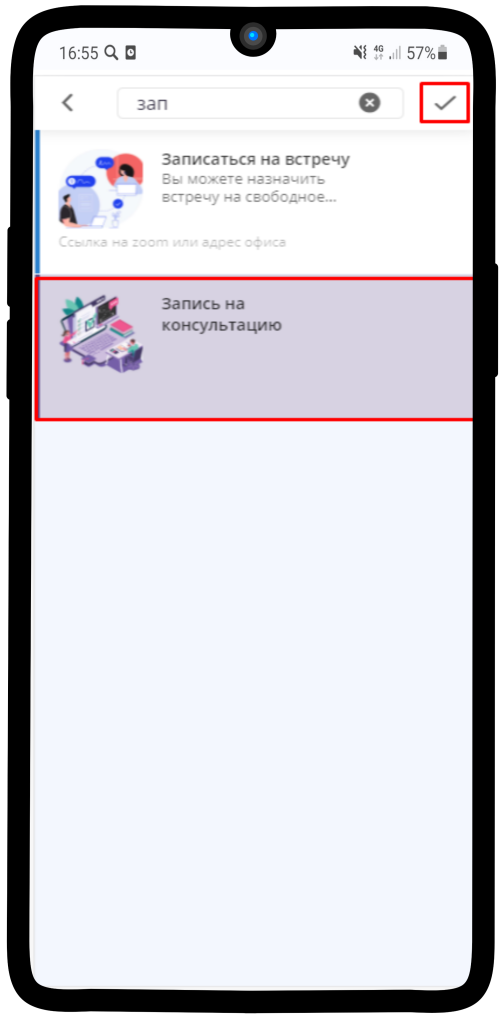 16:55 4G 57%
зап
Записаться на встречу
Вы можете назначить
встречу на свободное...
Ссылка на zoom или адрес офиса
Запись на
консультацию